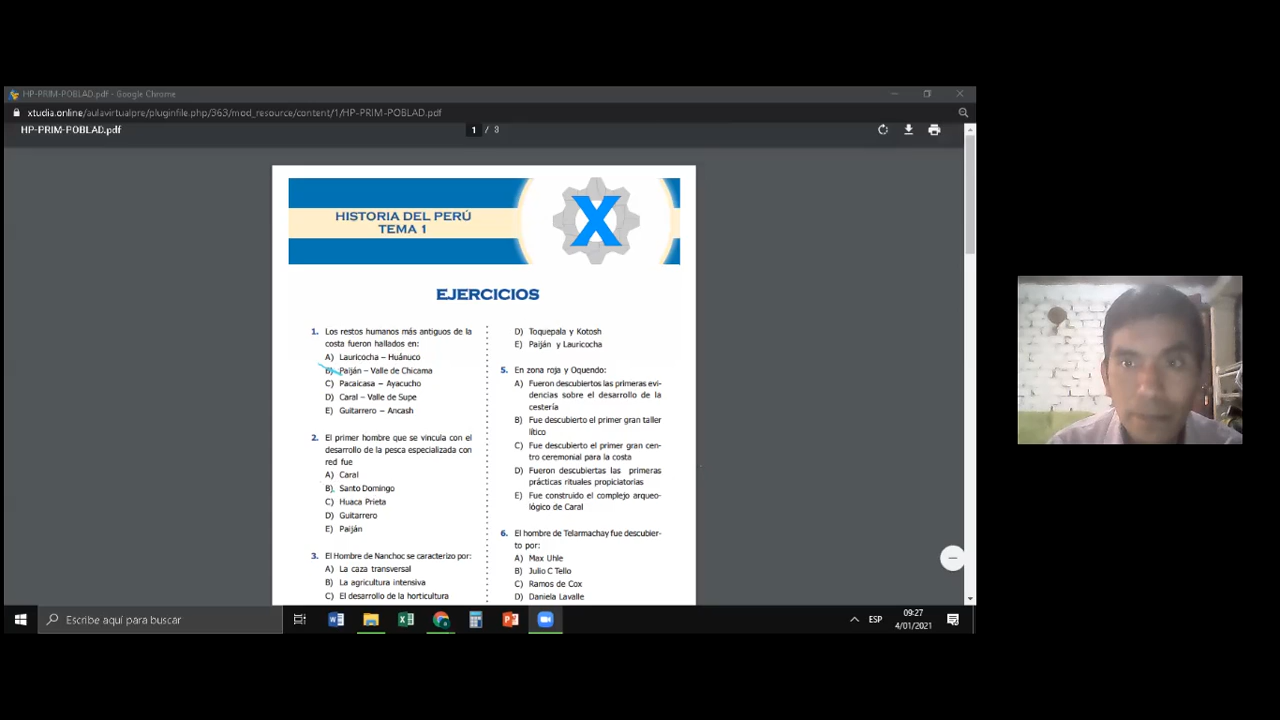 HP-PRIM-POBLAD.pdf - Google Chrome
xtudia.online/aulavirtualpre/pluginfile.php/363/mod_resource/content/1/HP-PRIM-POBLAD.pdf
HP-PRIM-POBLAD.pdf
1 / 3
HISTORIA DEL PERÚ
TEMA 1
X
EJERCICIOS
1. Los restos humanos más antiguos de la
costa fueron hallados en:
A) Lauricocha – Huánuco
B) Paiján – Valle de Chicama
C) Pacaicasa – Ayacucho
D) Caral – Valle de Supe
E) Guitarrero – Ancash
2. El primer hombre que se vincula con el
desarrollo de la pesca especializada con
red fue
A) Caral
B) Santo Domingo
C) Huaca Prieta
D) Guitarrero
E) Paiján
3. El Hombre de Nanchoc se caracterizo por:
A) La caza transversal
B) La agricultura intensiva
C) El desarrollo de la horticultura
D) Toquepala y Kotosh
E) Paiján y Lauricocha
5. En zona roja y Oquendo:
A) Fueron descubiertos las primeras evi-
dencias sobre el desarrollo de la
cestería
B) Fue descubierto el primer gran taller
lítico
C) Fue descubierto el primer gran cen-
tro ceremonial para la costa
D) Fueron descubiertas las primeras
prácticas rituales propiciatorias
E) Fue construido el complejo arqueo-
lógico de Caral
6. El hombre de Telarmachay fue descubier-
to por:
A) Max Uhle
B) Julio C Tello
C) Ramos de Cox
D) Daniela Lavalle
Escribe aquí para buscar
ESP
09:27
4/01/2021